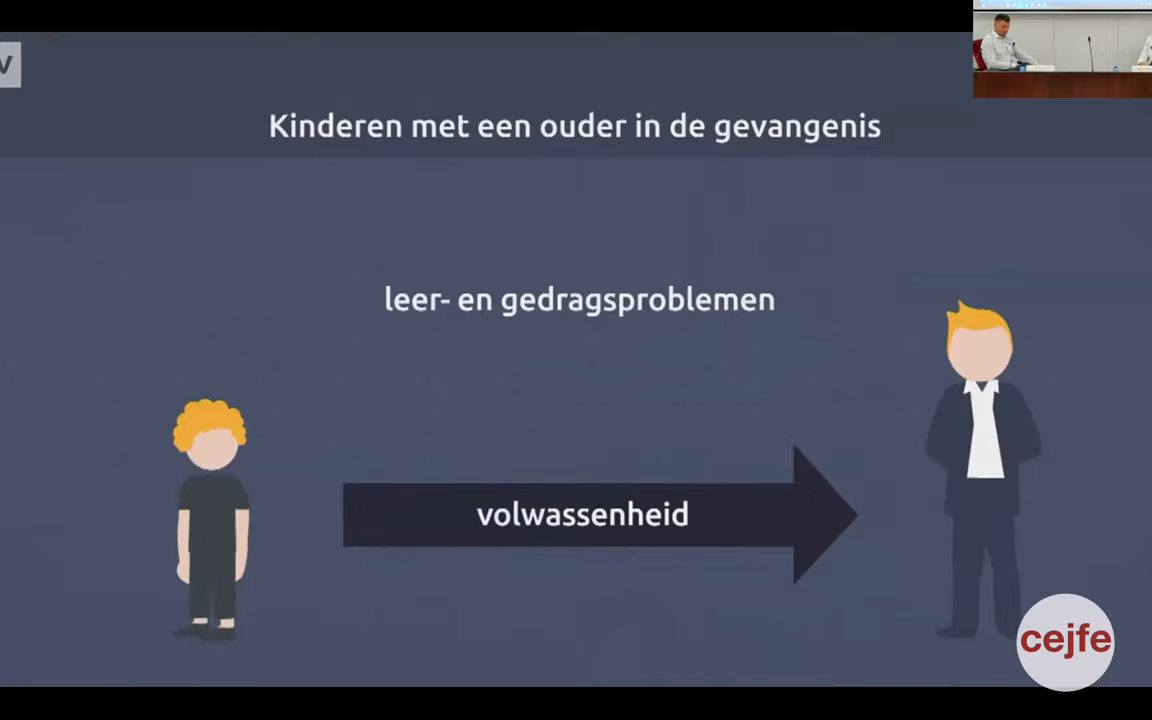 V
Kinderen met een ouder in de gevangenis
leer- en gedragsproblemen
volwassenheid
cejfe